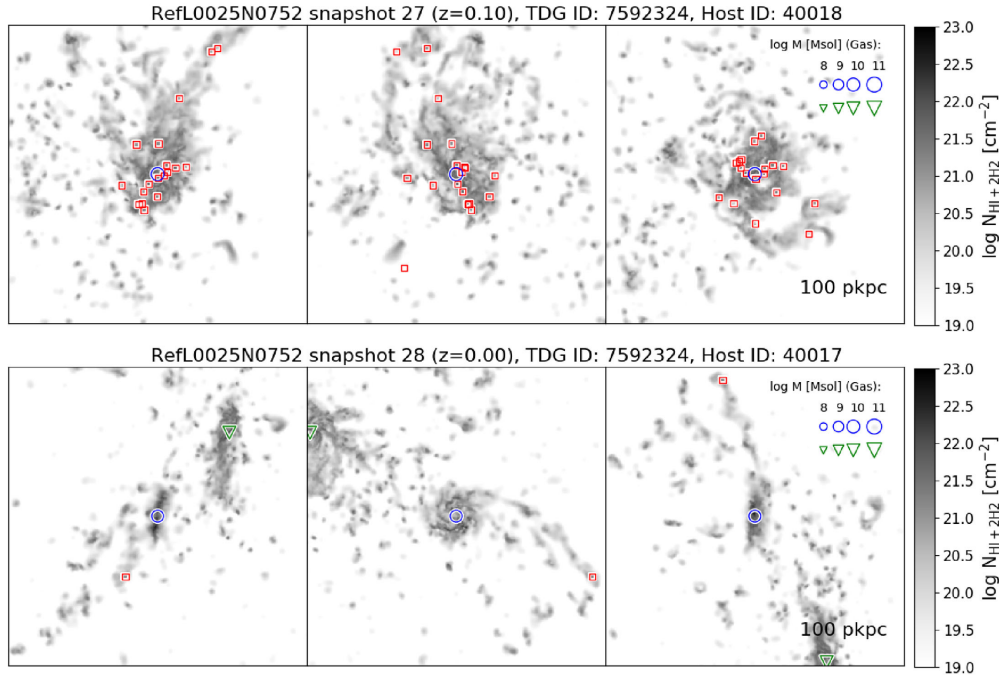 RefL0025N0752 snapshot 27 (z=0.10), TDG ID: 7592324, Host ID: 40018
log M [Msol] (Gas):
8 9 10 11
100 pkpc
23.0
22.5
22.0
21.5
21.0
20.5
20.0
19.5
19.0
log N_{HI+2H2} [cm^{-2}]
RefL0025N0752 snapshot 28 (z=0.00), TDG ID: 7592324, Host ID: 40017
log M [Msol] (Gas):
8 9 10 11
100 pkpc
23.0
22.5
22.0
21.5
21.0
20.5
20.0
19.5
19.0
log N_{HI+2H2} [cm^{-2}]